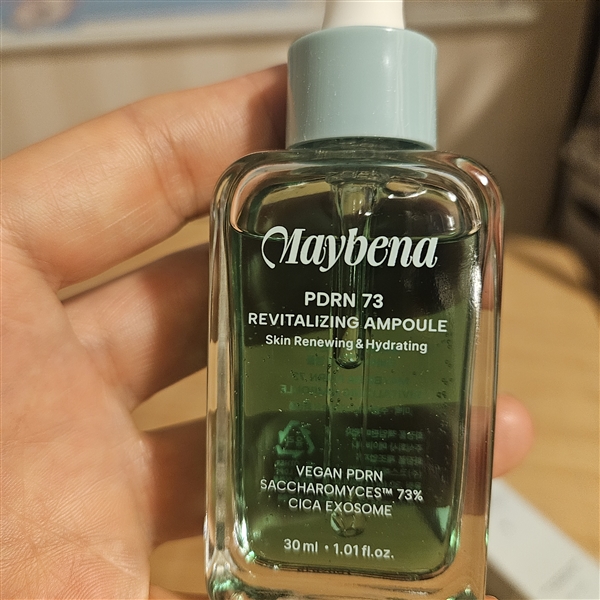 Maybena
PDRN 73
REVITALIZING AMPOULE
Skin Renewing & Hydrating
VEGAN PDRN
SACCHAROMYCES™ 73%
CICA EXOSOME
30 ml • 1.01 fl.oz.